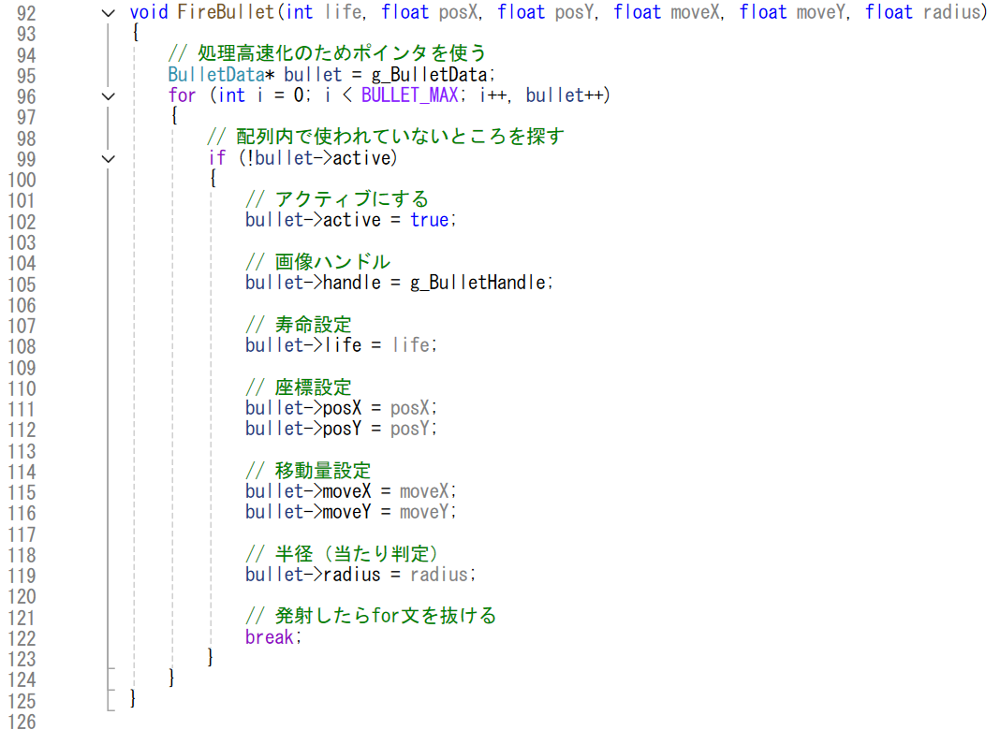 92 void FireBullet(int life, float posX, float posY, float moveX, float moveY, float radius)
93 {
94 // 処理高速化のためポインタを使う
95 BulletData* bullet = g_BulletData;
96 for (int i = 0; i < BULLET_MAX; i++, bullet++)
97 {
98 // 配列内で使われていないところを探す
99 if (!bullet->active)
100 {
101 // アクティブにする
102 bullet->active = true;
103
104 // 画像ハンドル
105 bullet->handle = g_BulletHandle;
106
107 // 寿命設定
108 bullet->life = life;
109
110 // 座標設定
111 bullet->posX = posX;
112 bullet->posY = posY;
113
114 // 移動量設定
115 bullet->moveX = moveX;
116 bullet->moveY = moveY;
117
118 // 半径（当たり判定）
119 bullet->radius = radius;
120
121 // 発射したらfor文を抜ける
122 break;
123 }
124 }
125 }
126